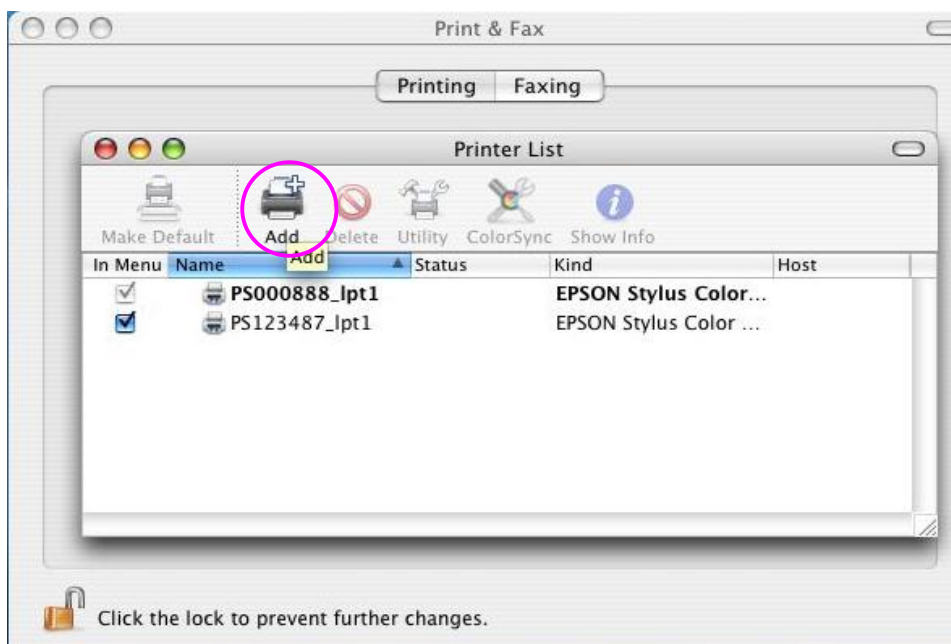 Print & Fax
Printing Faxing
Printer List
Make Default Add Delete Utility ColorSync Show Info
Add
In Menu Name Status Kind Host
PS000888_lpt1 EPSON Stylus Color...
PS123487_lpt1 EPSON Stylus Color ...
Click the lock to prevent further changes.